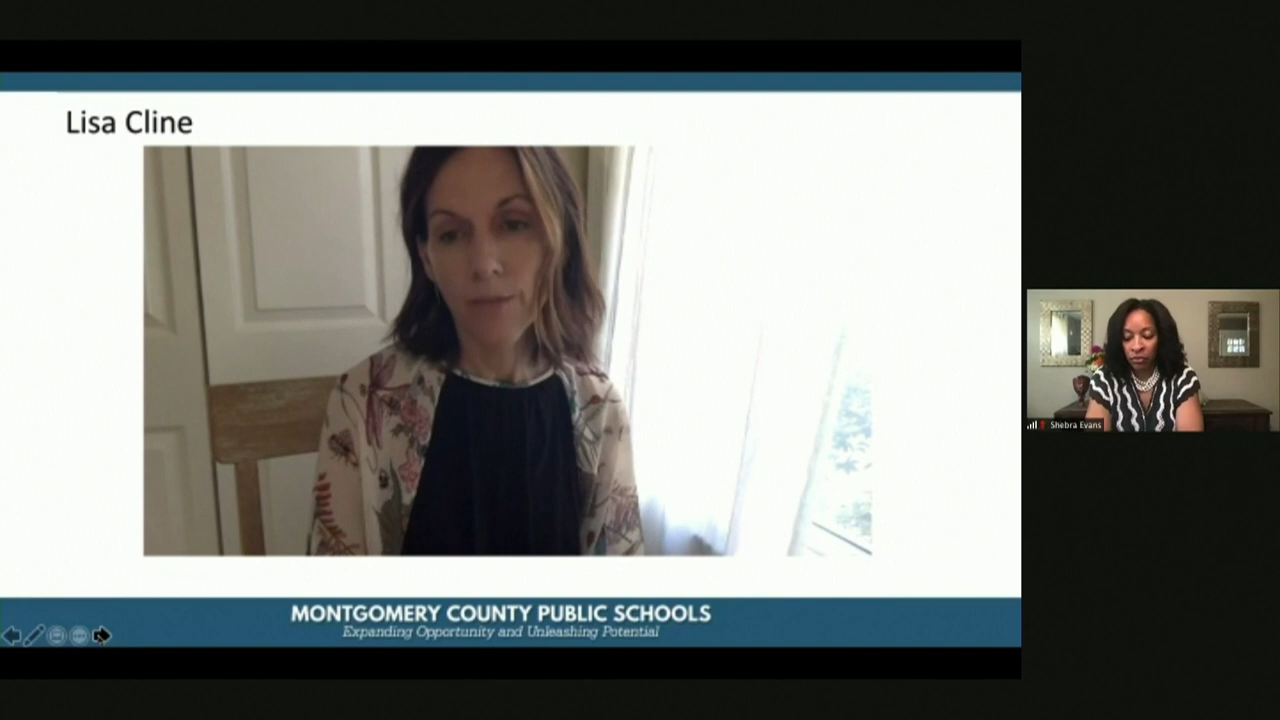 Lisa Cline
MONTGOMERY COUNTY PUBLIC SCHOOLS
Expanding Opportunity and Unleashing Potential
Shebra Evans